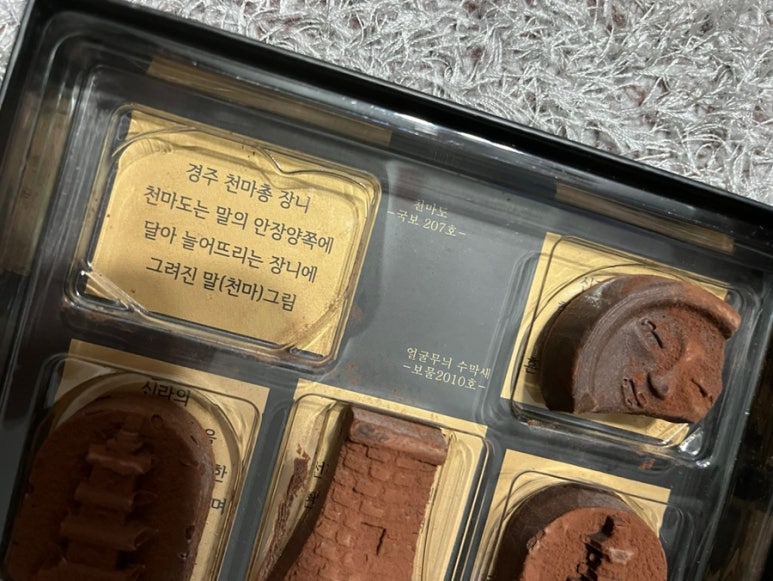 경주 천마총 장니
천마도는 말의 안장양쪽에
달아 늘어뜨리는 장니에
그려진 말(천마)그림
천마도
-국보 207호-
얼굴무늬 수막새
-보물2010호-
신라의